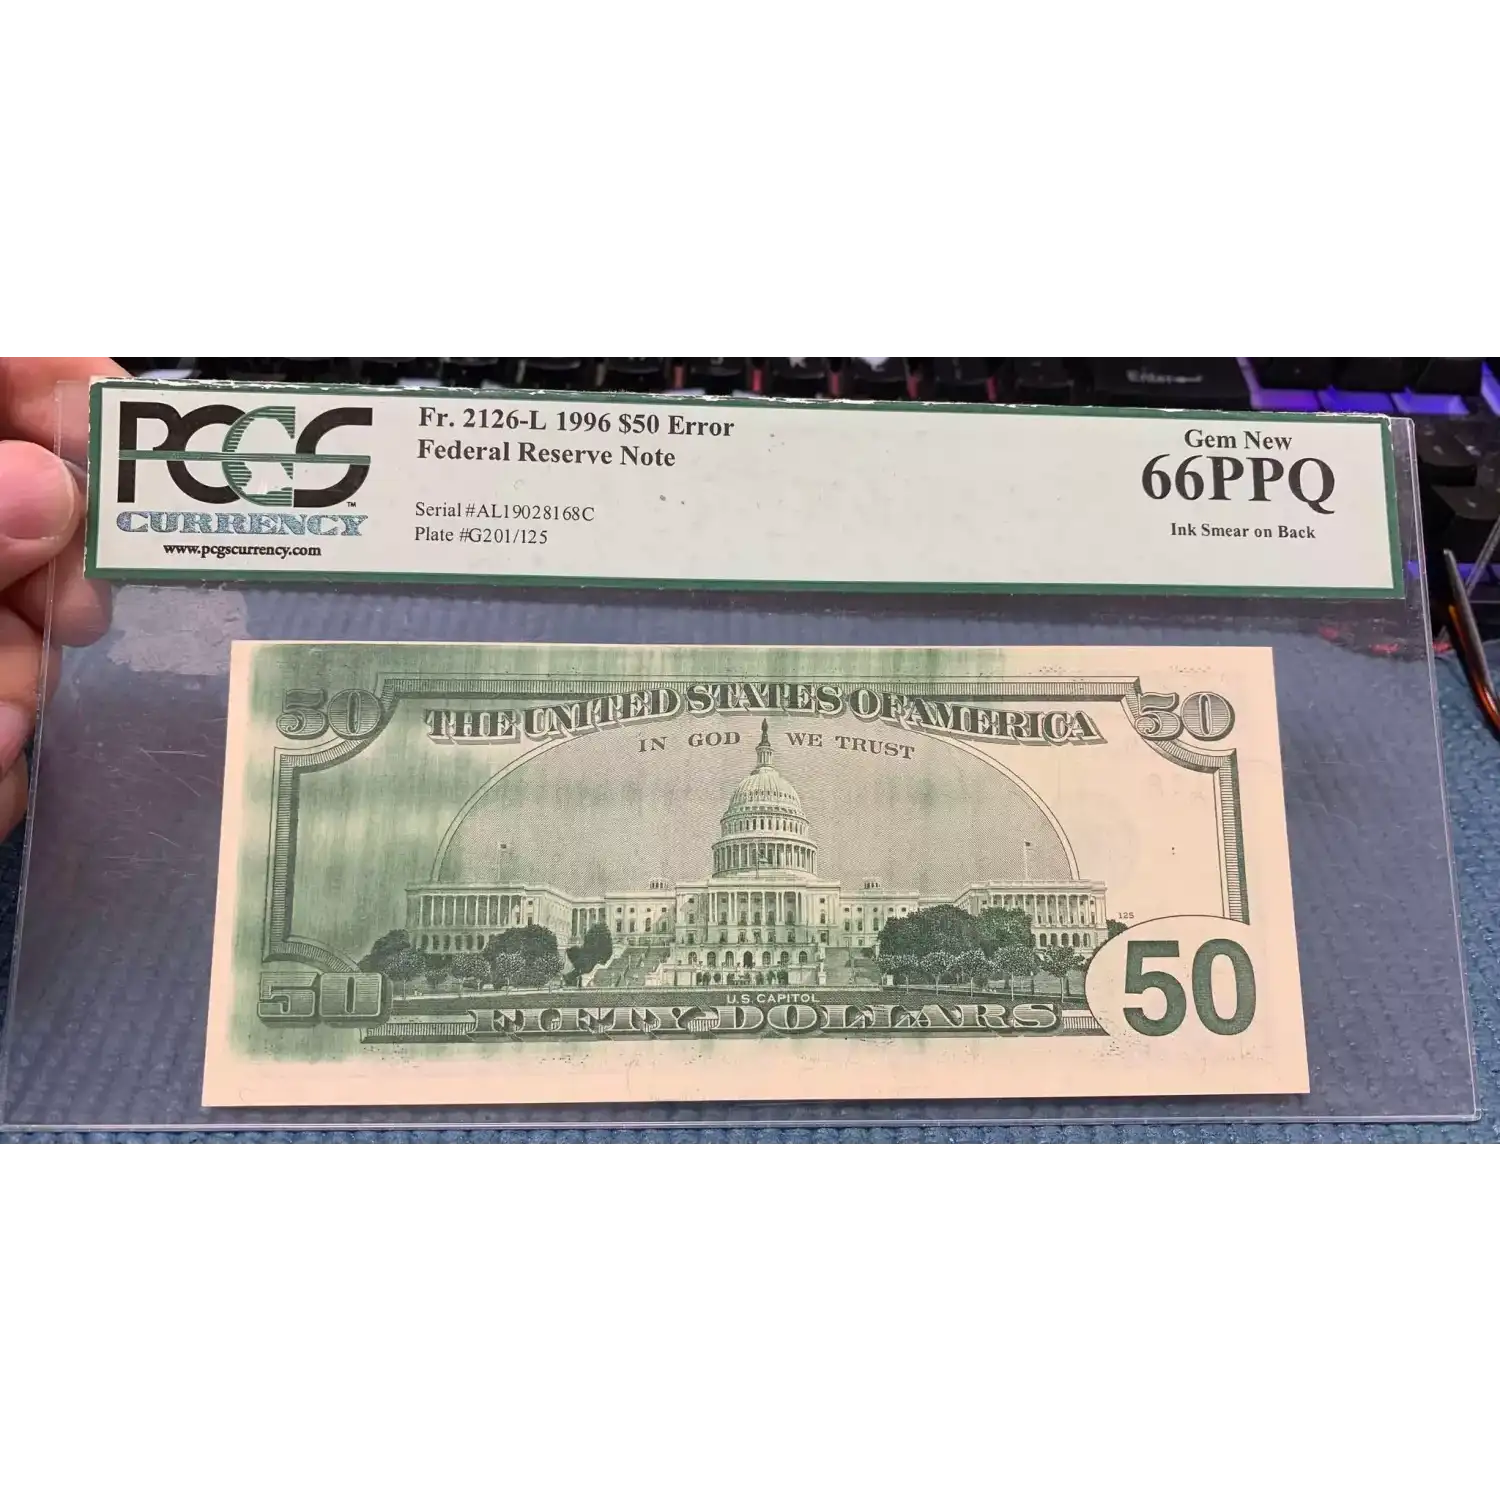 PCGS™
CURRENCY
www.pcgscurrency.com
Fr. 2126-L 1996 $50 Error
Federal Reserve Note
Serial #AL19028168C
Plate #G201/125
Gem New
66PPQ
Ink Smear on Back
50
THE UNITED STATES OF AMERICA
50
IN GOD WE TRUST
125
50
U.S. CAPITOL
FIFTY DOLLARS
50